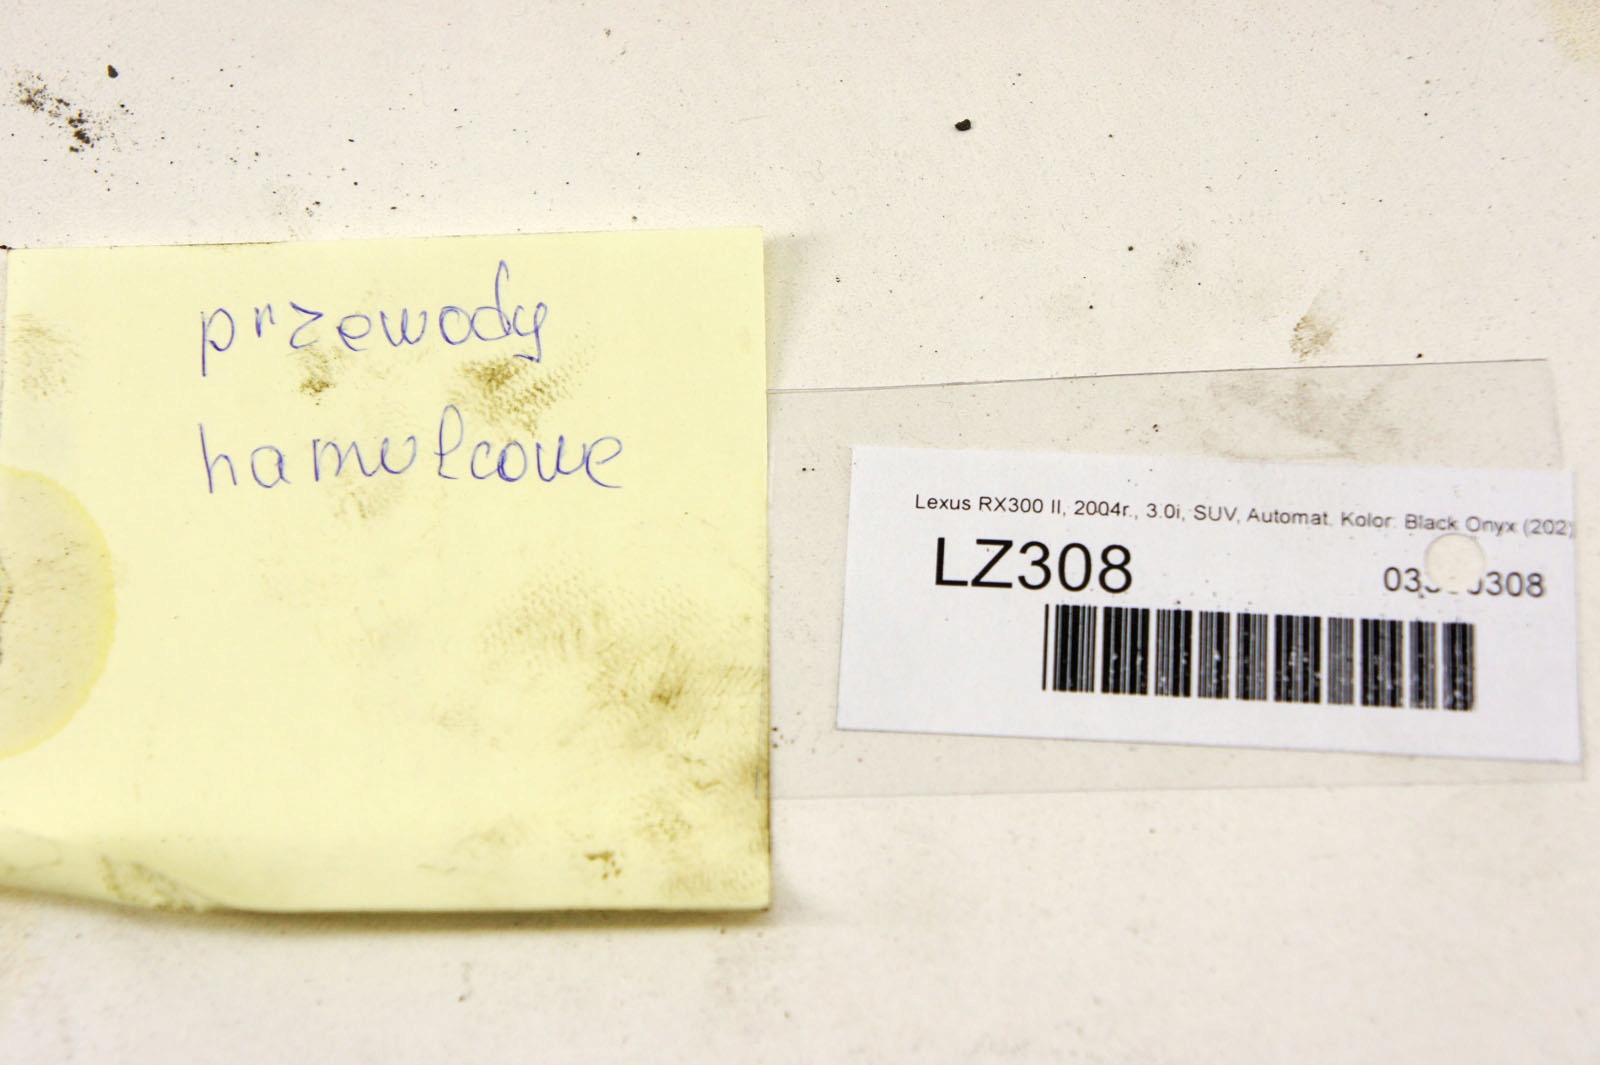 przewody
hamulcowe
Lexus RX300 II, 2004r., 3.0i, SUV, Automat. Kolor: Black Onyx (202)
LZ308